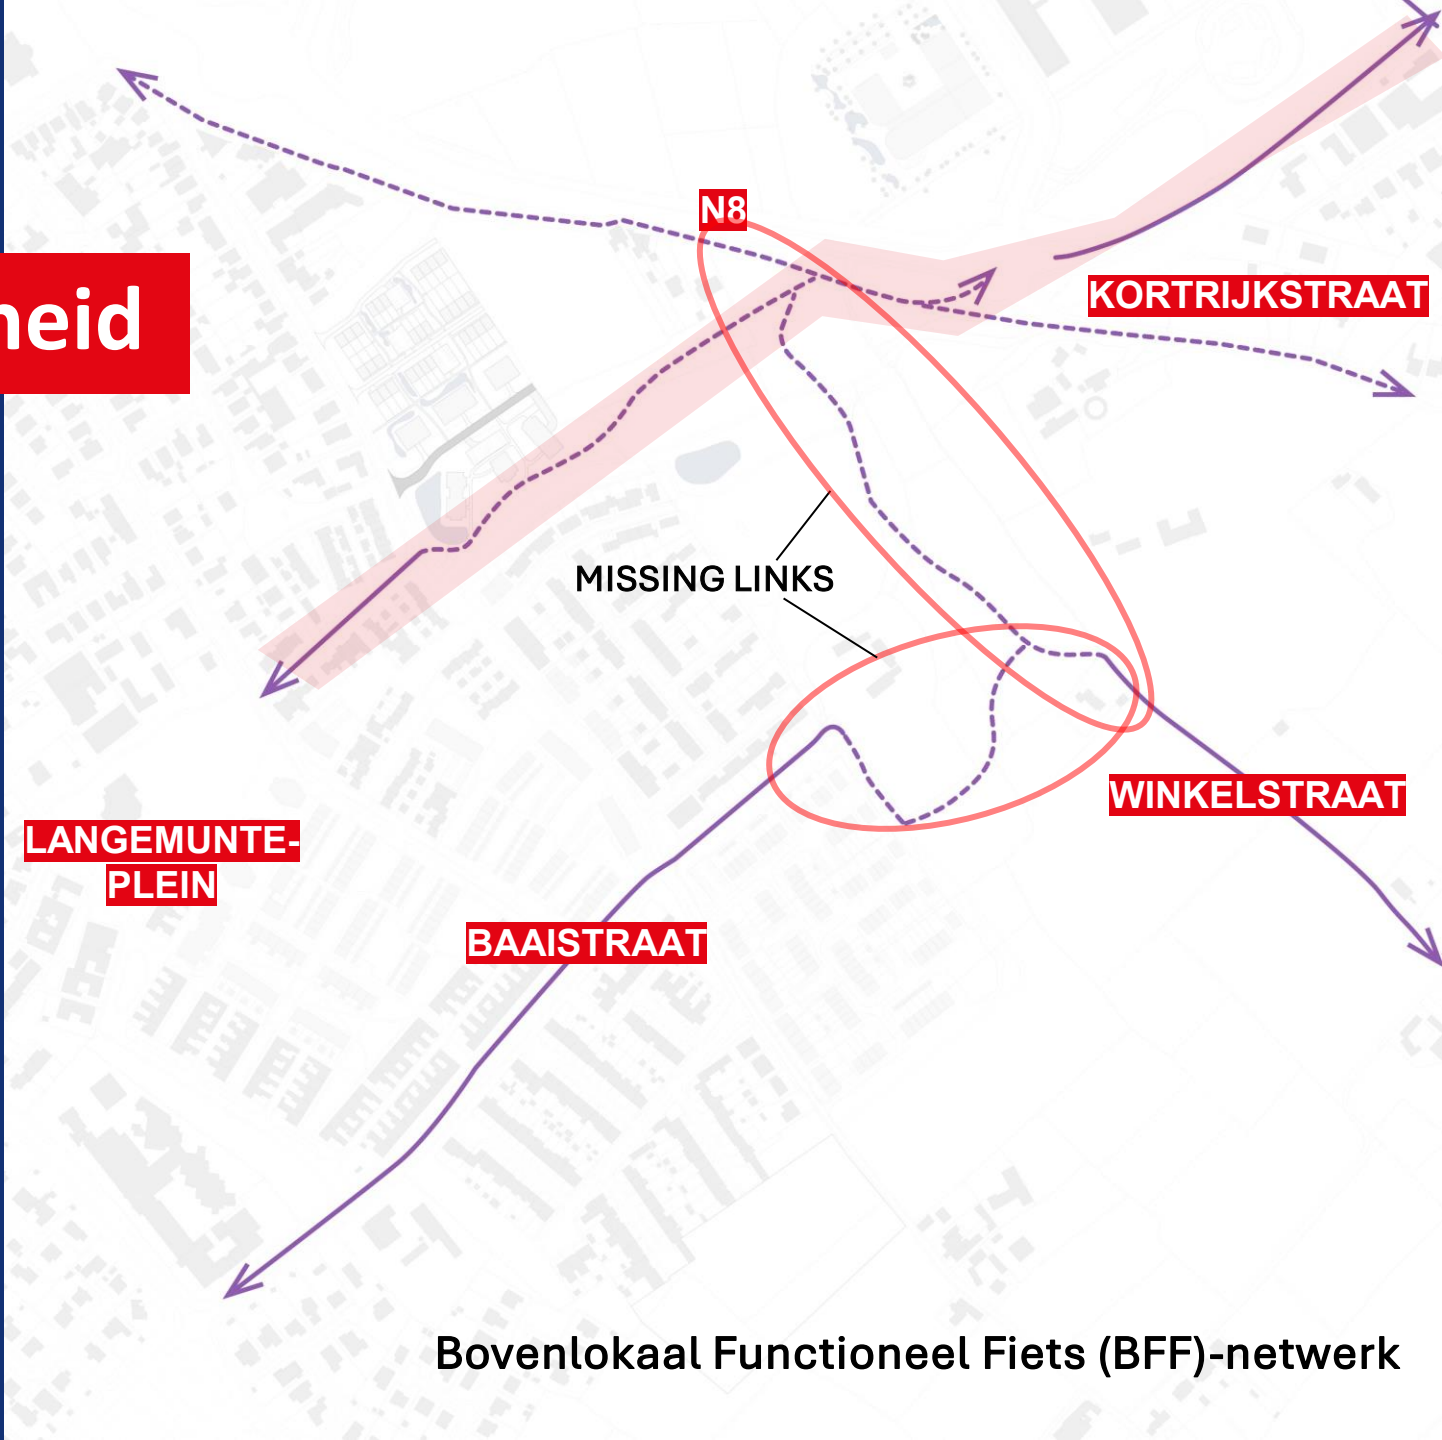 N8
heid
KORTRIJKSTRAAT
MISSING LINKS
WINKELSTRAAT
LANGEMUNTE-
PLEIN
BAAISTRAAT
Bovenlokaal Functioneel Fiets (BFF)-netwerk